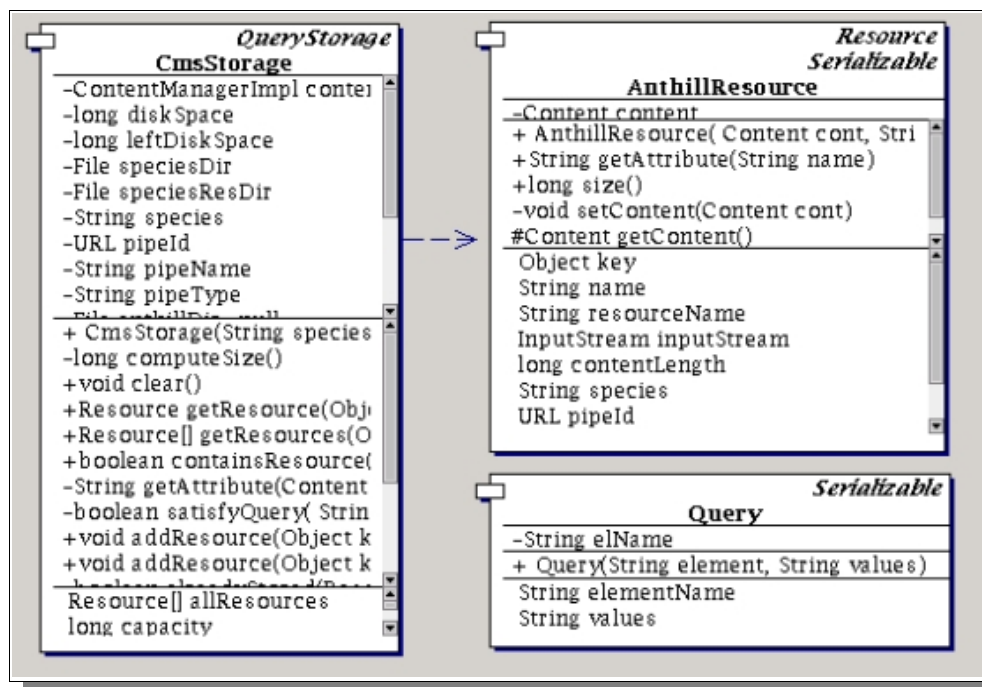 QueryStorage
CmsStorage
-ContentManagerImpl conter
-long diskSpace
-long leftDiskSpace
-File speciesDir
-File speciesResDir
-String species
-URL pipeId
-String pipeName
-String pipeType
+ CmsStorage(String species
-long computeSize()
+void clear()
+Resource getResource(Obj
+Resource[] getResources(O
+boolean containsResource(
-String getAttribute(Content
-boolean satisfyQuery( Strin
+void addResource(Object k
+void addResource(Object k
Resource[] allResources
long capacity
Resource
Serializable
AnthillResource
-Content content
+ AnthillResource( Content cont, Stri
+String getAttribute(String name)
+long size()
-void setContent(Content cont)
#Content getContent()
Object key
String name
String resourceName
InputStream inputStream
long contentLength
String species
URL pipeId
Serializable
Query
-String elName
+ Query(String element, String values)
String elementName
String values